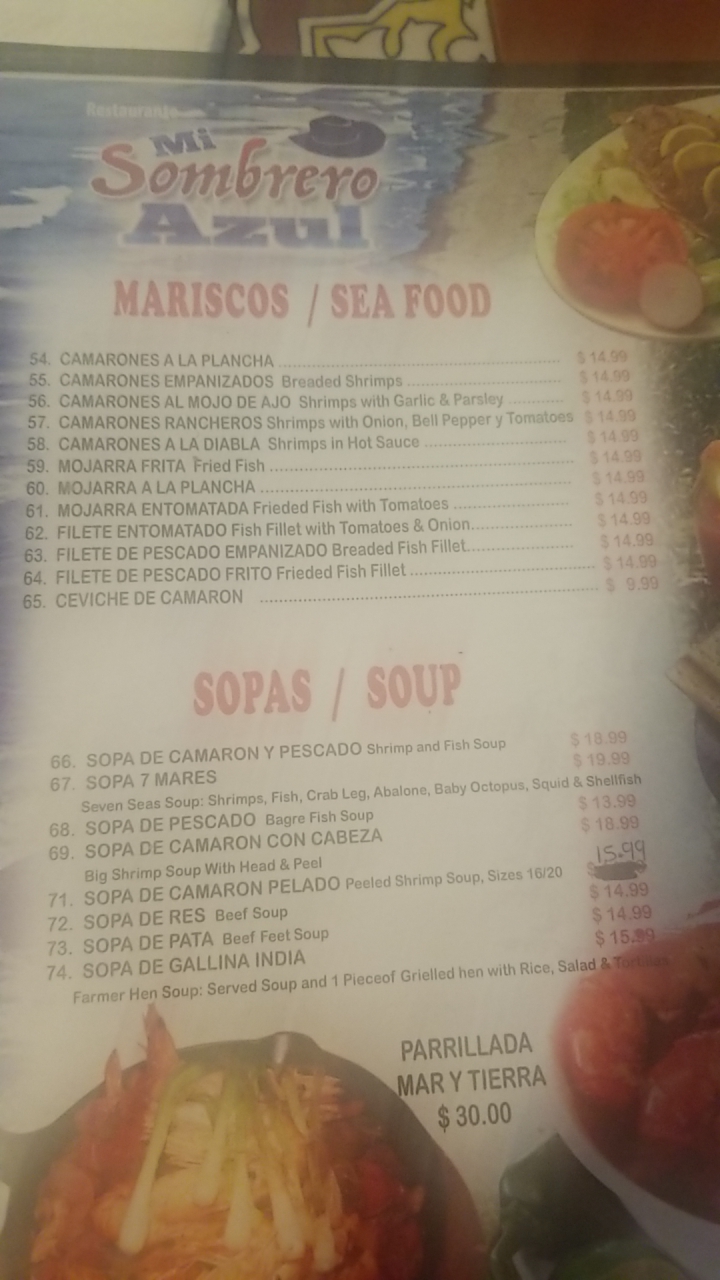 Restaurante
Mi
Sombrero
Azul
MARISCOS / SEA FOOD
54. CAMARONES A LA PLANCHA ........................ $ 14.99
55. CAMARONES EMPANIZADOS Breaded Shrimps ........................ $ 14.99
56. CAMARONES AL MOJO DE AJO Shrimps with Garlic & Parsley ............ $ 14.99
57. CAMARONES RANCHEROS Shrimps with Onion, Bell Pepper y Tomatoes $ 14.99
58. CAMARONES A LA DIABLA Shrimps in Hot Sauce ........................ $ 14.99
59. MOJARRA FRITA Fried Fish ........................ $ 14.99
60. MOJARRA A LA PLANCHA ........................ $ 14.99
61. MOJARRA ENTOMATADA Frieded Fish with Tomatoes ........................ $ 14.99
62. FILETE ENTOMATADO Fish Fillet with Tomatoes & Onion........................ $ 14.99
63. FILETE DE PESCADO EMPANIZADO Breaded Fish Fillet........................ $ 14.99
64. FILETE DE PESCADO FRITO Frieded Fish Fillet ........................ $ 14.99
65. CEVICHE DE CAMARON ........................ $ 9.99
SOPAS / SOUP
66. SOPA DE CAMARON Y PESCADO Shrimp and Fish Soup $ 18.99
67. SOPA 7 MARES $ 19.99
Seven Seas Soup: Shrimps, Fish, Crab Leg, Abalone, Baby Octopus, Squid & Shellfish
68. SOPA DE PESCADO Bagre Fish Soup $ 13.99
69. SOPA DE CAMARON CON CABEZA $ 18.99
Big Shrimp Soup With Head & Peel
71. SOPA DE CAMARON PELADO Peeled Shrimp Soup, Sizes 16/20 $ 15.99
72. SOPA DE RES Beef Soup $ 14.99
73. SOPA DE PATA Beef Feet Soup $ 14.99
74. SOPA DE GALLINA INDIA $ 15.99
Farmer Hen Soup: Served Soup and 1 Pieceof Grielled hen with Rice, Salad & Tortillas
PARRILLADA
MAR Y TIERRA
$ 30.00